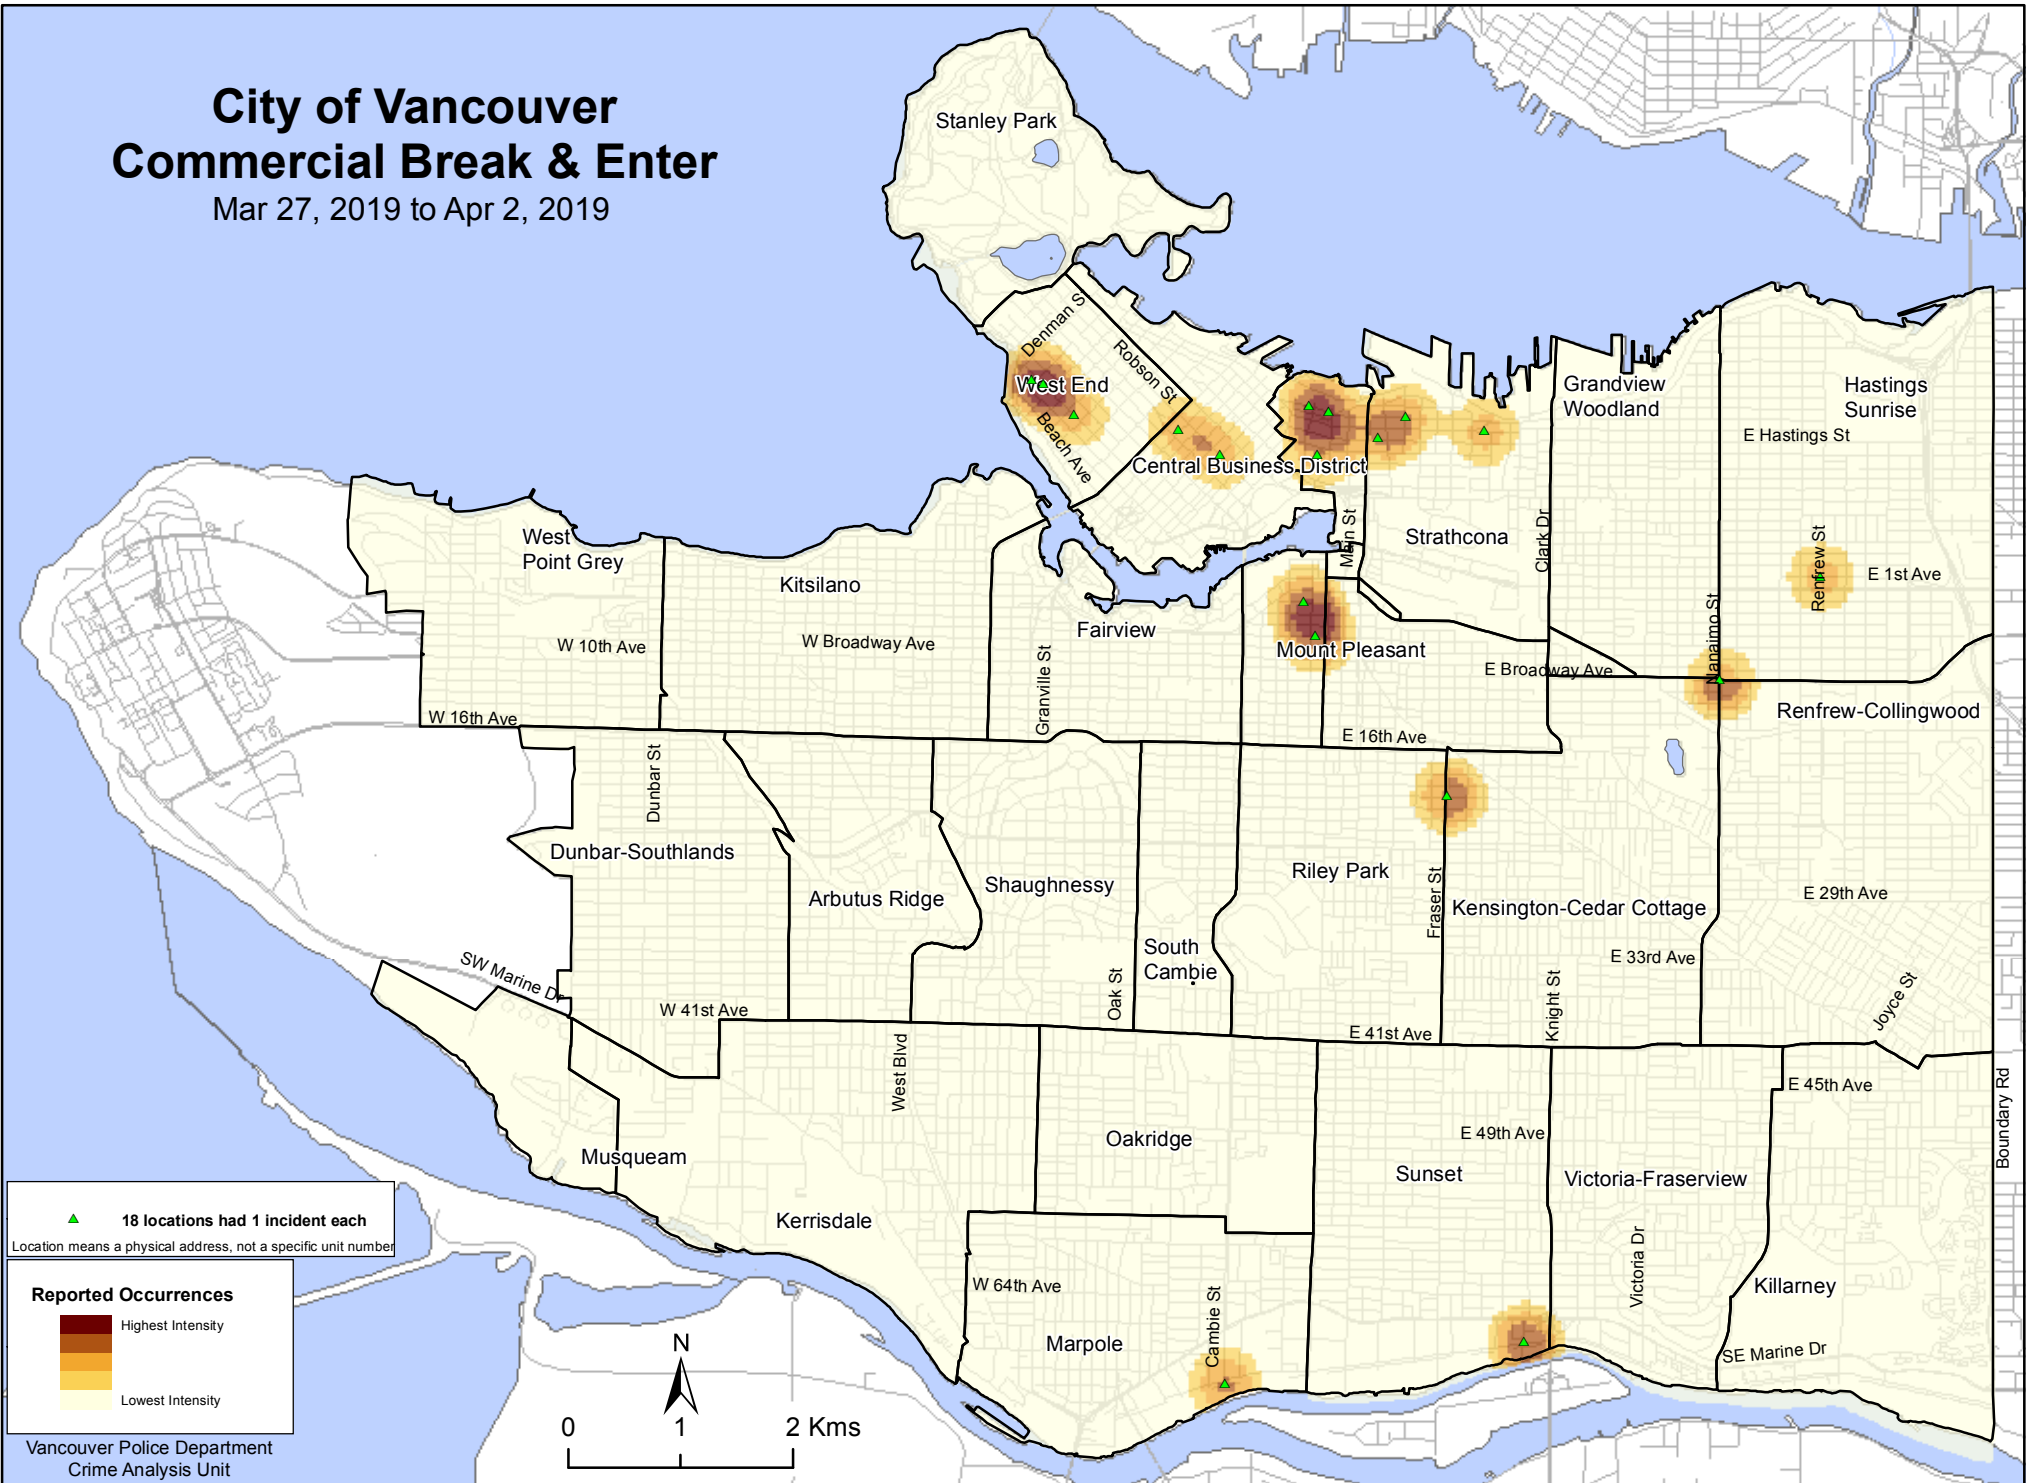 City of Vancouver
Commercial Break & Enter
Mar 27, 2019 to Apr 2, 2019
Stanley Park
Denman S
Robson St
West End
Beach Ave
Central Business District
Grandview
Woodland
Hastings
Sunrise
E Hastings St
West
Point Grey
Kitsilano
Fairview
Main St
Strathcona
Clark Dr
Renfrew St
E 1st Ave
W 10th Ave
W Broadway Ave
Granville St
Mount Pleasant
E Broadway Ave
Nanaimo St
Renfrew-Collingwood
W 16th Ave
E 16th Ave
Dunbar St
Dunbar-Southlands
Arbutus Ridge
Shaughnessy
South
Cambie
Riley Park
Fraser St
Kensington-Cedar Cottage
E 29th Ave
E 33rd Ave
SW Marine Dr
W 41st Ave
Oak St
E 41st Ave
Knight St
Joyce St
West Blvd
E 45th Ave
Boundary Rd
Musqueam
Oakridge
E 49th Ave
Sunset
Victoria-Fraserview
Kerrisdale
W 64th Ave
Cambie St
Victoria Dr
Killarney
Marpole
SE Marine Dr
18 locations had 1 incident each
Location means a physical address, not a specific unit number
Reported Occurrences
Highest Intensity
Lowest Intensity
N
0 1 2 Kms
Vancouver Police Department
Crime Analysis Unit